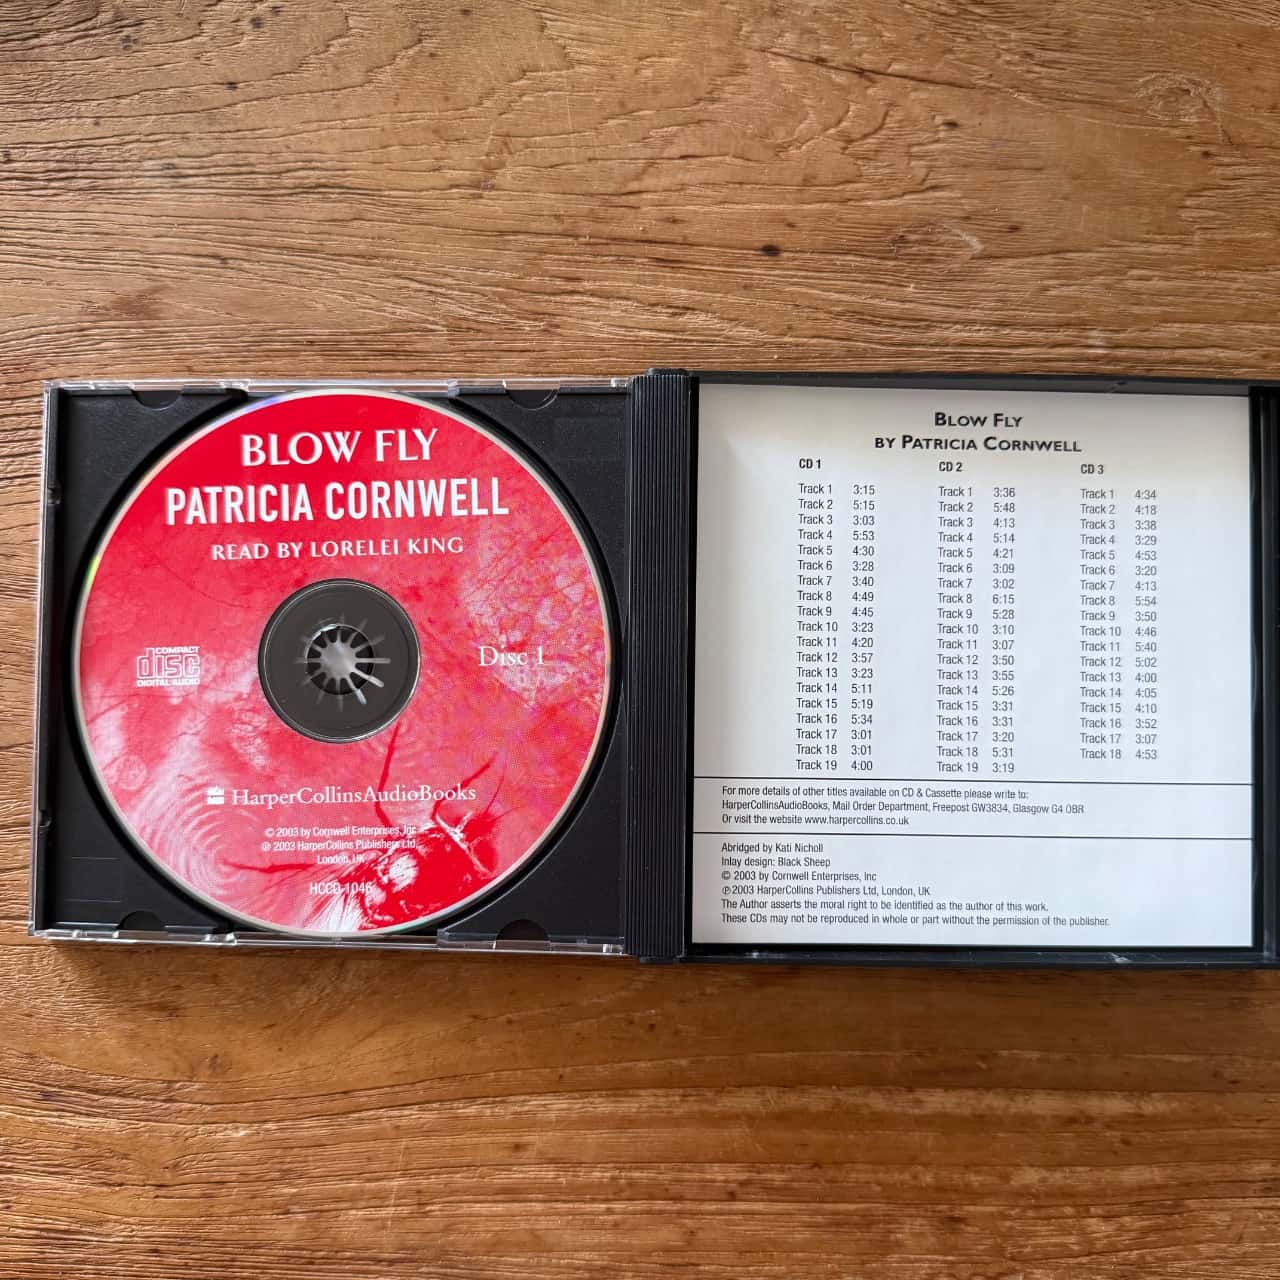 BLOW FLY
PATRICIA CORNWELL
READ BY LORELEI KING
COMPACT
disc
DIGITAL AUDIO
Disc 1
HarperCollinsAudioBooks
© 2003 by Cornwell Enterprises, Inc
℗ 2003 HarperCollins Publishers Ltd,
London, UK
HCCD 1046
BLOW FLY
BY PATRICIA CORNWELL
CD 1
Track 1 3:15
Track 2 5:15
Track 3 3:03
Track 4 5:53
Track 5 4:30
Track 6 3:28
Track 7 3:40
Track 8 4:49
Track 9 4:45
Track 10 3:23
Track 11 4:20
Track 12 3:57
Track 13 3:23
Track 14 5:11
Track 15 5:19
Track 16 5:34
Track 17 3:01
Track 18 3:01
Track 19 4:00
CD 2
Track 1 3:36
Track 2 5:48
Track 3 4:13
Track 4 5:14
Track 5 4:21
Track 6 3:09
Track 7 3:02
Track 8 6:15
Track 9 5:28
Track 10 3:10
Track 11 3:07
Track 12 3:50
Track 13 3:55
Track 14 5:26
Track 15 3:31
Track 16 3:31
Track 17 3:20
Track 18 5:31
Track 19 3:19
CD 3
Track 1 4:34
Track 2 4:18
Track 3 3:38
Track 4 3:29
Track 5 4:53
Track 6 3:20
Track 7 4:13
Track 8 5:54
Track 9 3:50
Track 10 4:46
Track 11 5:40
Track 12 5:02
Track 13 4:00
Track 14 4:05
Track 15 4:10
Track 16 3:52
Track 17 3:07
Track 18 4:53
For more details of other titles available on CD & Cassette please write to:
HarperCollinsAudioBooks, Mail Order Department, Freepost GW3834, Glasgow G4 0BR
Or visit the website www.harpercollins.co.uk
Abridged by Kati Nicholl
Inlay design: Black Sheep
© 2003 by Cornwell Enterprises, Inc
℗ 2003 HarperCollins Publishers Ltd, London, UK
The Author asserts the moral right to be identified as the author of this work.
These CDs may not be reproduced in whole or part without the permission of the publisher.